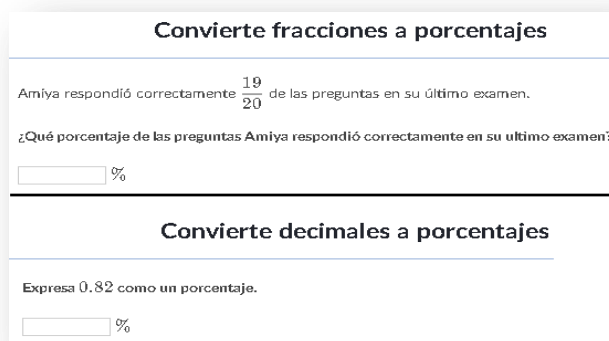 Convierte fracciones a porcentajes
Amiya respondió correctamente 19/20 de las preguntas en su último examen.
¿Qué porcentaje de las preguntas Amiya respondió correctamente en su ultimo examen?
%
Convierte decimales a porcentajes
Expresa 0.82 como un porcentaje.
%